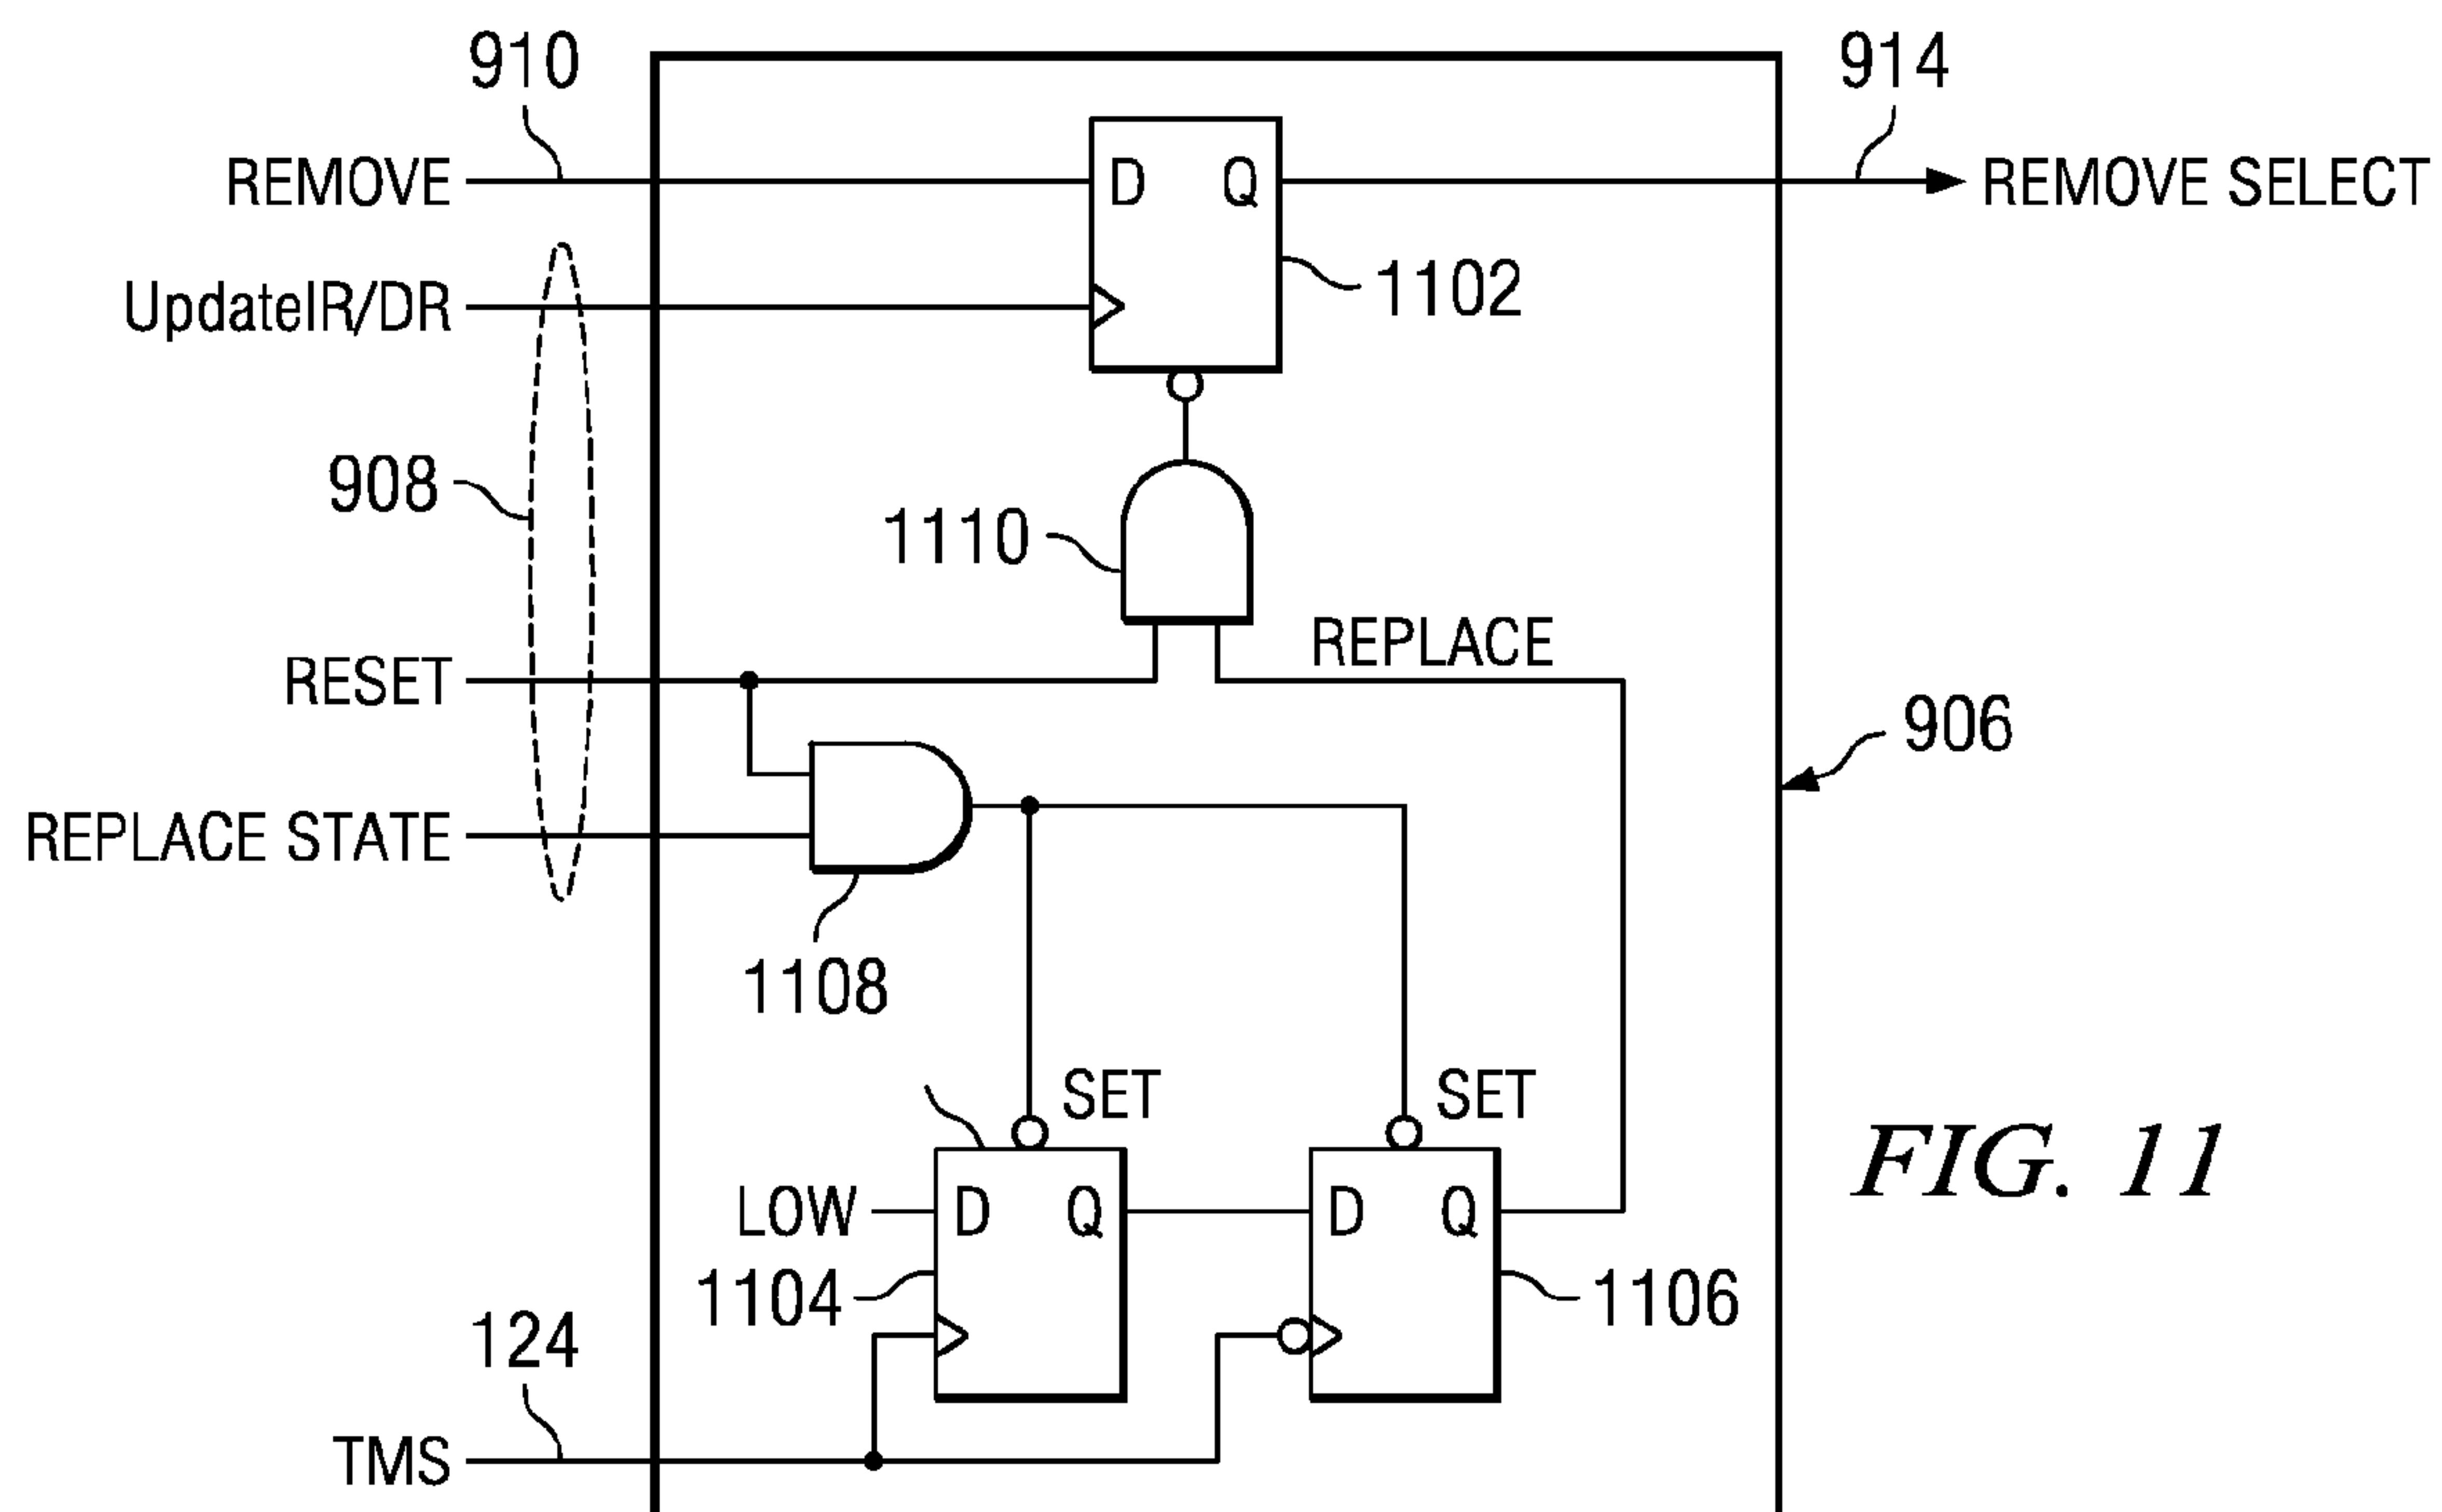 910
914
REMOVE
D Q
REMOVE SELECT
UpdateIR/DR
1102
908
1110
REPLACE
RESET
906
REPLACE STATE
1108
SET
SET
FIG. 11
LOW
D Q
D Q
1104
1106
124
TMS